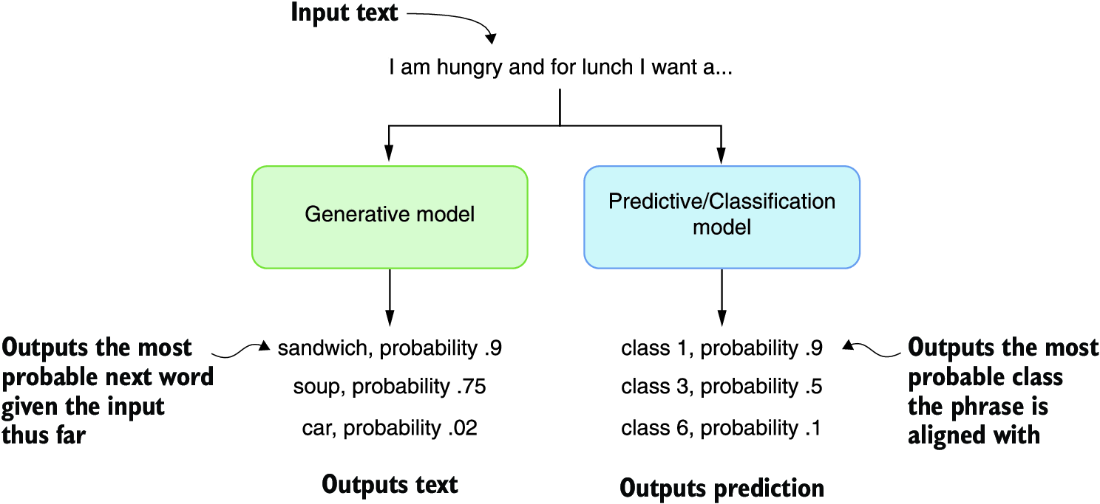 Input text
I am hungry and for lunch I want a...
Generative model
Predictive/Classification
model
Outputs the most
probable next word
given the input
thus far
sandwich, probability .9
soup, probability .75
car, probability .02
Outputs text
class 1, probability .9
class 3, probability .5
class 6, probability .1
Outputs prediction
Outputs the most
probable class
the phrase is
aligned with